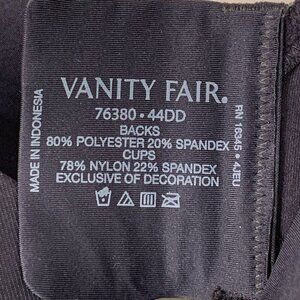 VANITY FAIR®
76380 • 44DD
BACKS
80% POLYESTER 20% SPANDEX
CUPS
78% NYLON 22% SPANDEX
EXCLUSIVE OF DECORATION
MADE IN INDONESIA
RN 16345 • 4JEU